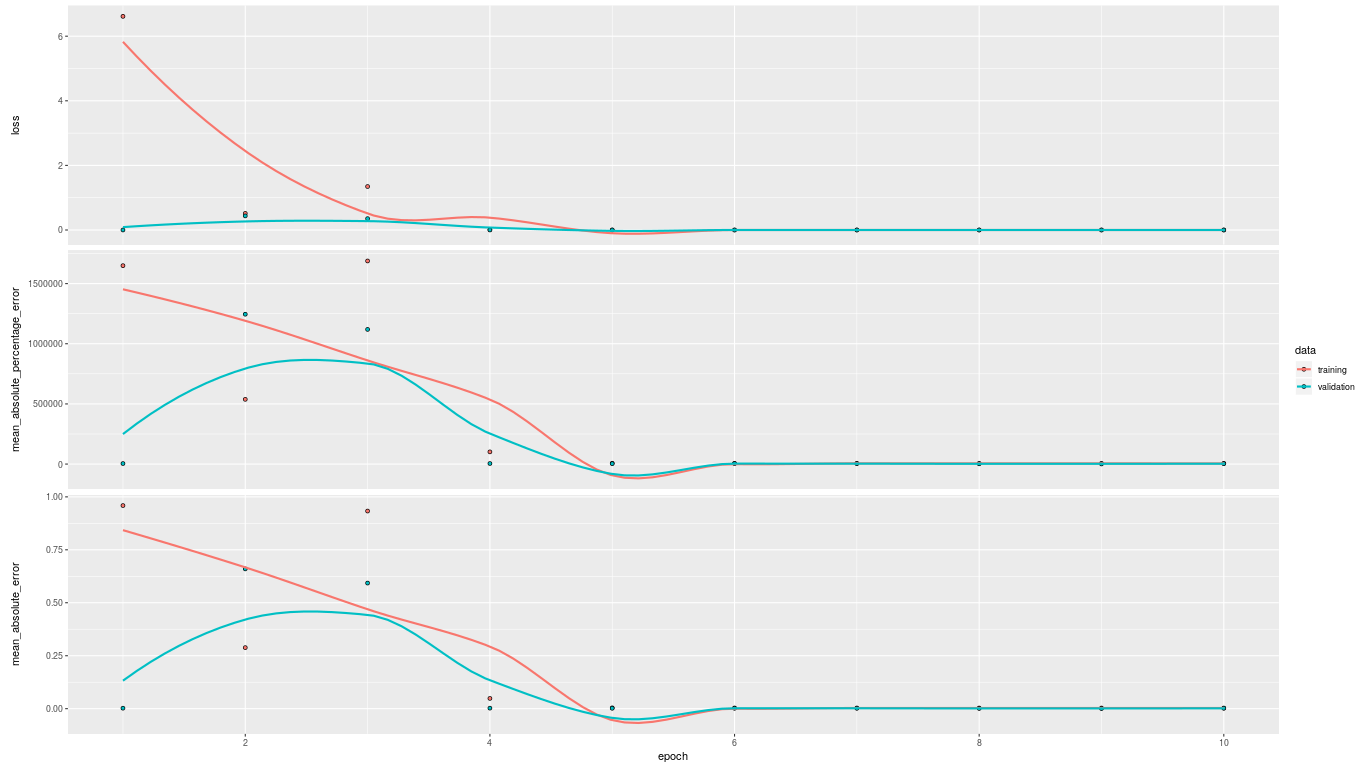 loss
6
4
2
0
mean_absolute_percentage_error
1500000
1000000
500000
0
mean_absolute_error
1.00
0.75
0.50
0.25
0.00
2
4
6
8
10
epoch
data
training
validation